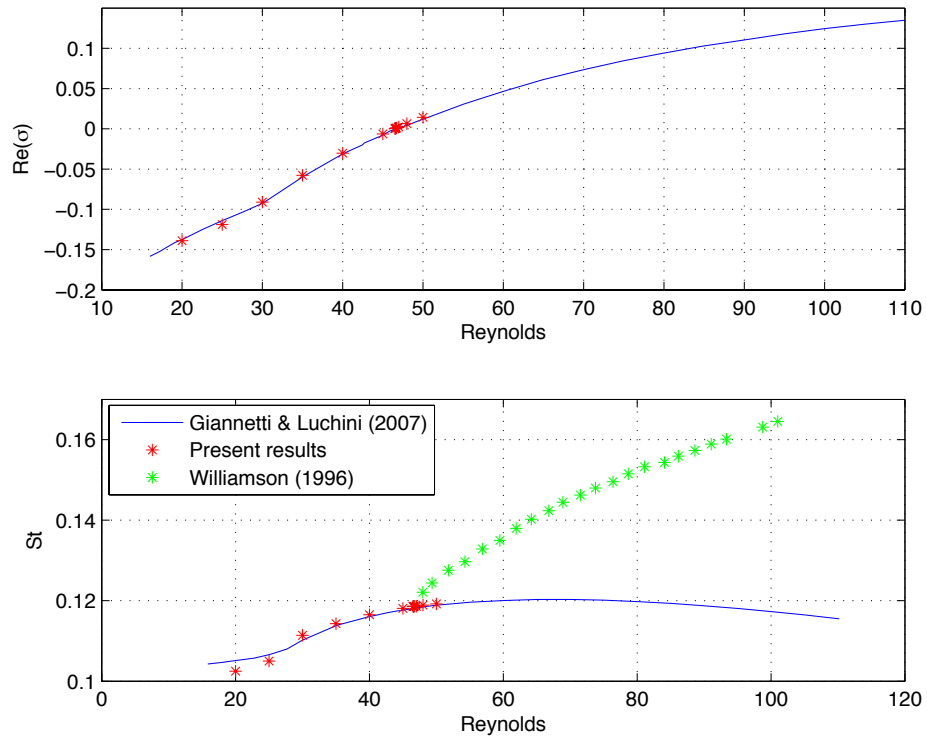 0.1
0.05
0
−0.05
−0.1
−0.15
−0.2
Re(σ)
10 20 30 40 50 60 70 80 90 100 110
Reynolds
0.16
0.14
0.12
0.1
St
Giannetti & Luchini (2007)
Present results
Williamson (1996)
0 20 40 60 80 100 120
Reynolds